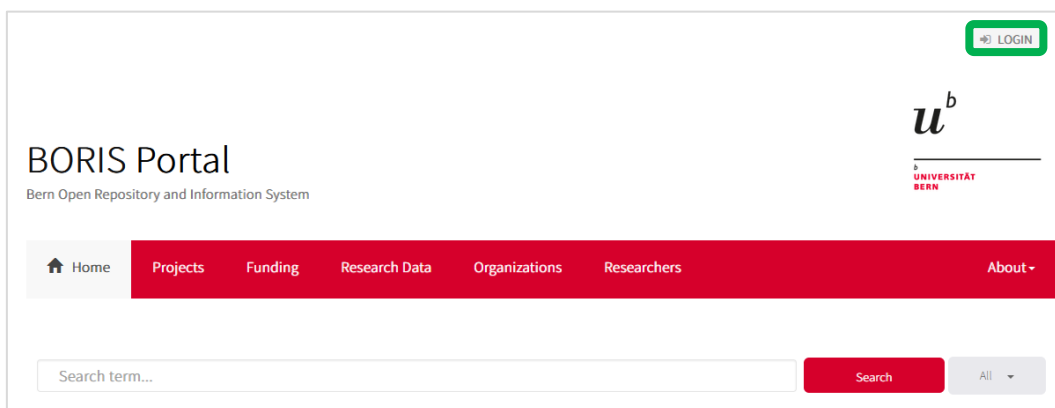 LOGIN
u^b
BORIS Portal
Bern Open Repository and Information System
b
UNIVERSITÄT
BERN
Home Projects Funding Research Data Organizations Researchers About
Search term... Search All